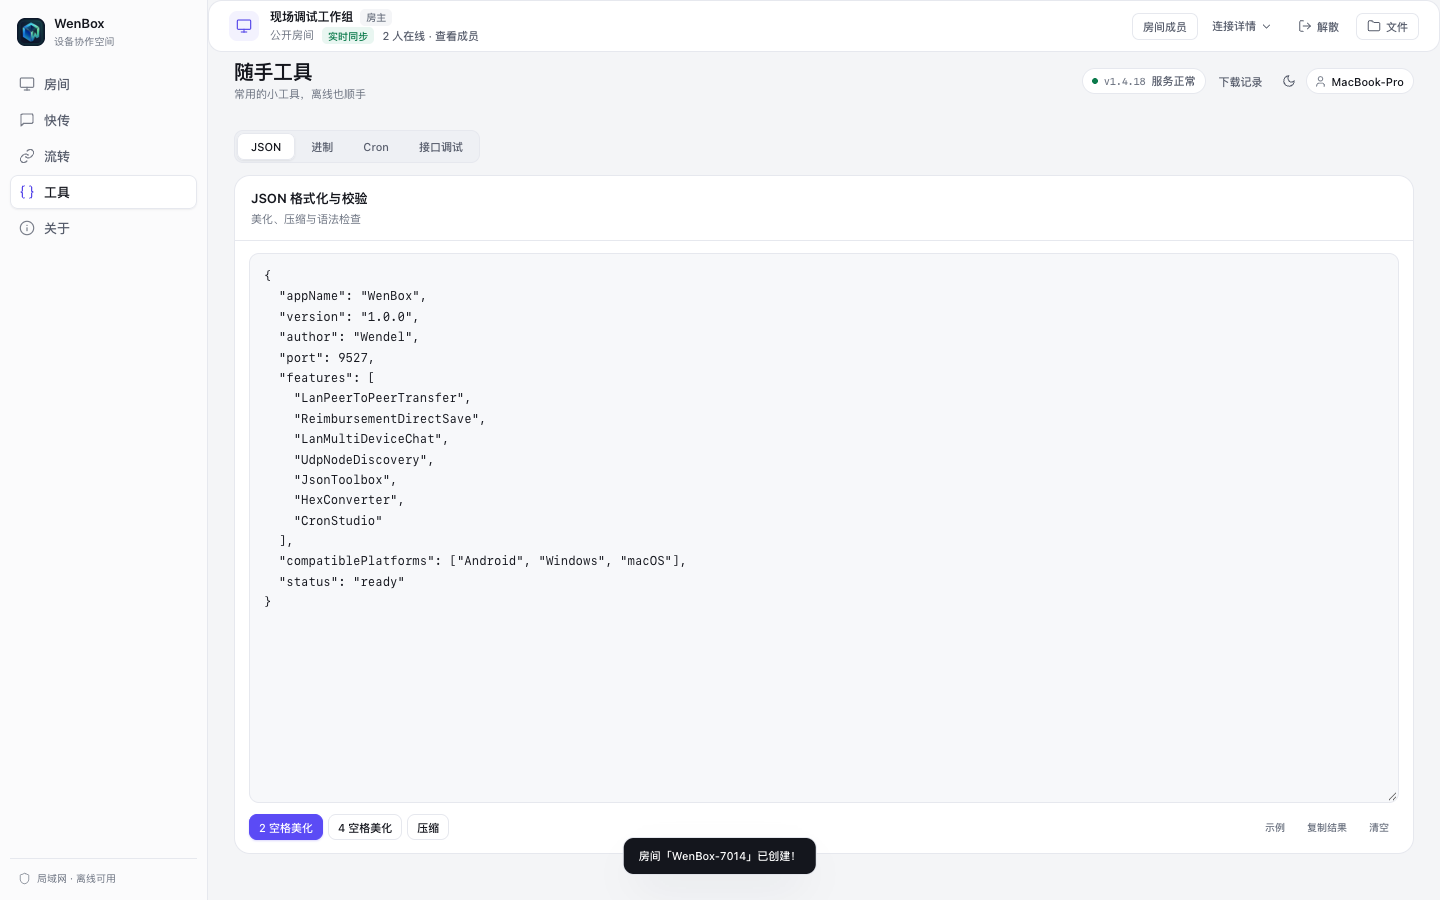 WenBox
设备协作空间
房间
快传
流转
工具
关于
局域网 · 离线可用
现场调试工作组 房主
公开房间 实时同步 2 人在线 · 查看成员
房间成员 连接详情 解散 文件
随手工具
常用的小工具，离线也顺手
v1.4.18 服务正常 下载记录 MacBook-Pro
JSON 进制 Cron 接口调试
JSON 格式化与校验
美化、压缩与语法检查
{
  "appName": "WenBox",
  "version": "1.0.0",
  "author": "Wendel",
  "port": 9527,
  "features": [
    "LanPeerToPeerTransfer",
    "ReimbursementDirectSave",
    "LanMultiDeviceChat",
    "UdpNodeDiscovery",
    "JsonToolbox",
    "HexConverter",
    "CronStudio"
  ],
  "compatiblePlatforms": ["Android", "Windows", "macOS"],
  "status": "ready"
}
2 空格美化 4 空格美化 压缩 示例 复制结果 清空
房间「WenBox-7014」已创建！